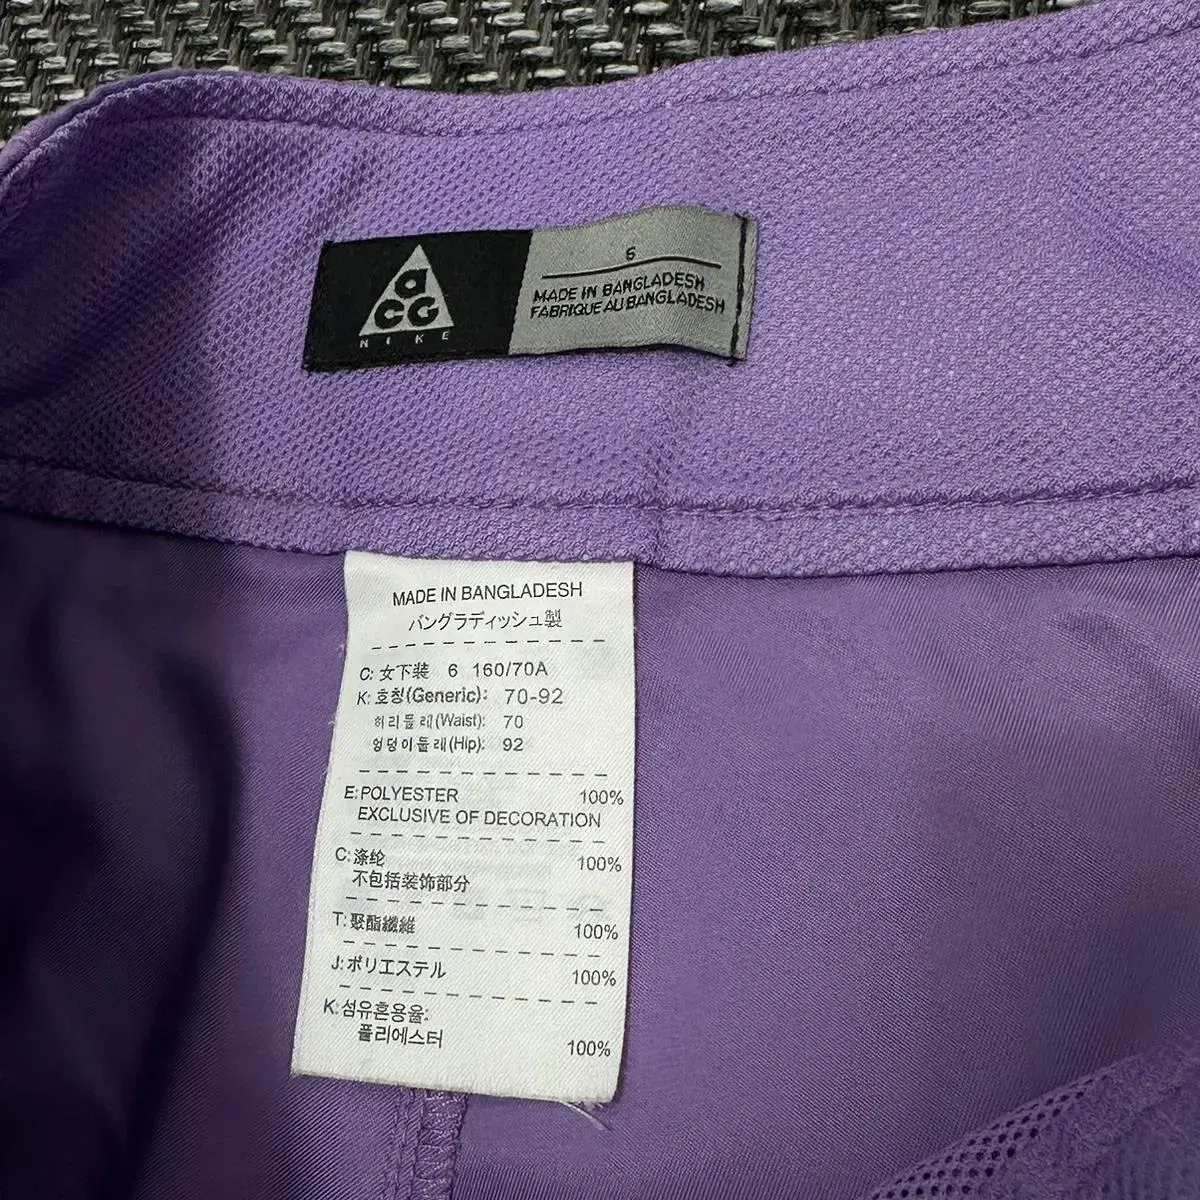 acG
NIKE
6
MADE IN BANGLADESH
FABRIQUE AU BANGLADESH
MADE IN BANGLADESH
バングラディッシュ製
C: 女下装 6 160/70A
K: 호칭(Generic): 70-92
허리둘레(Waist): 70
엉덩이둘레(Hip): 92
E: POLYESTER 100%
EXCLUSIVE OF DECORATION
C: 涤纶 100%
不包括装饰部分
T: 聚酯纖維 100%
J: ポリエステル 100%
K: 섬유혼용율:
폴리에스터 100%